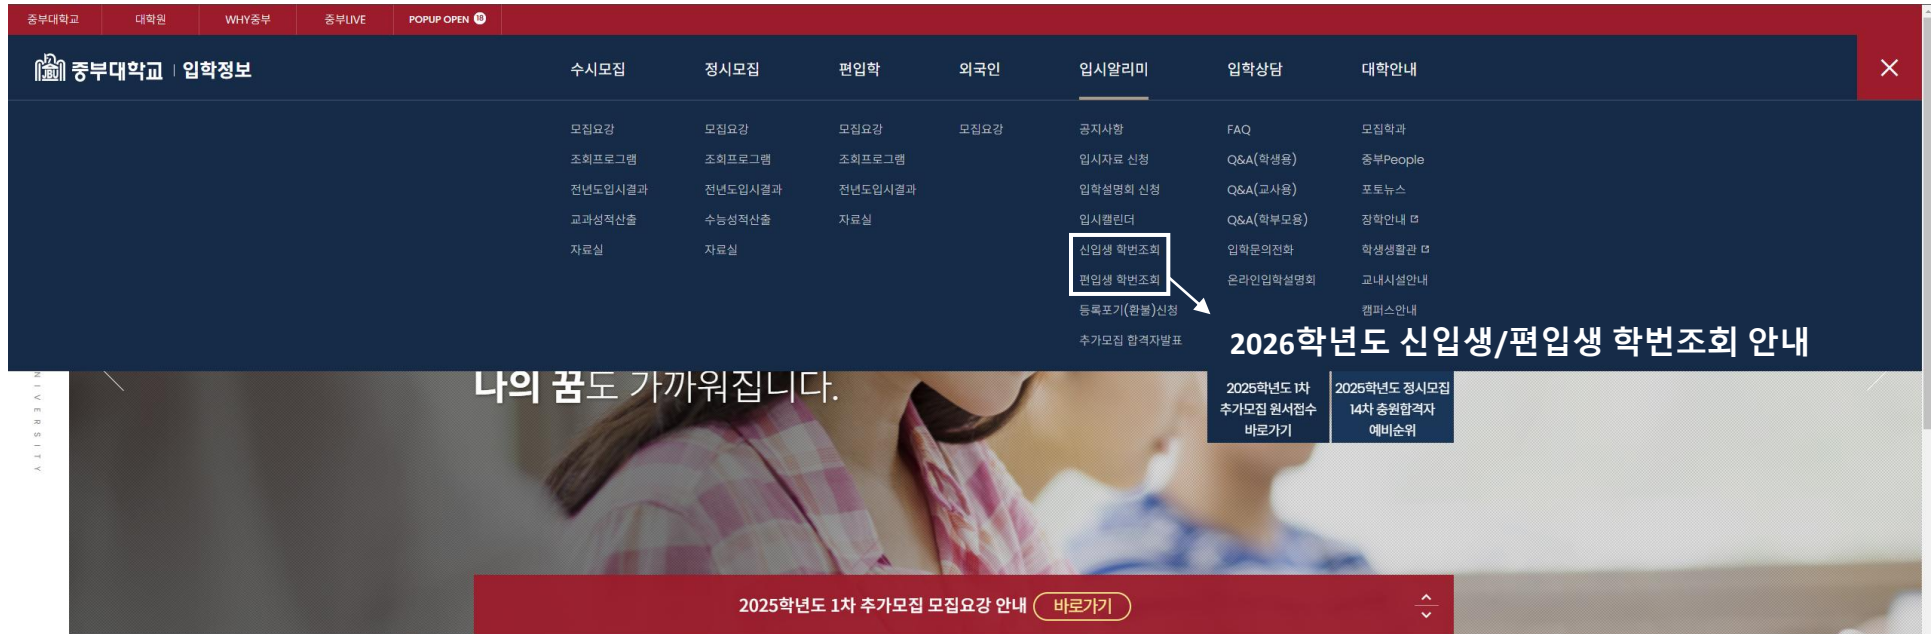 중부대학교 대학원 WHY중부 중부LIVE POPUP OPEN 18
JBU 중부대학교 입학정보
수시모집 정시모집 편입학 외국인 입시알리미 입학상담 대학안내
모집요강 모집요강 모집요강 모집요강 공지사항 FAQ 모집학과
조회프로그램 조회프로그램 조회프로그램 입시자료 신청 Q&A(학생용) 중부People
전년도입시결과 전년도입시결과 전년도입시결과 입학설명회 신청 Q&A(교사용) 포토뉴스
교과성적산출 수능성적산출 자료실 입시캘린더 Q&A(학부모용) 장학안내
자료실 자료실 신입생 학번조회 입학문의전화 학생생활관
편입생 학번조회 온라인입학설명회 교내시설안내
등록포기(환불)신청 캠퍼스안내
추가모집 합격자발표
2026학년도 신입생/편입생 학번조회 안내
NIVERSITY
나의 꿈도 가까워집니다.
2025학년도 1차
추가모집 원서접수
바로가기
2025학년도 정시모집
14차 충원합격자
예비순위
2025학년도 1차 추가모집 모집요강 안내 바로가기